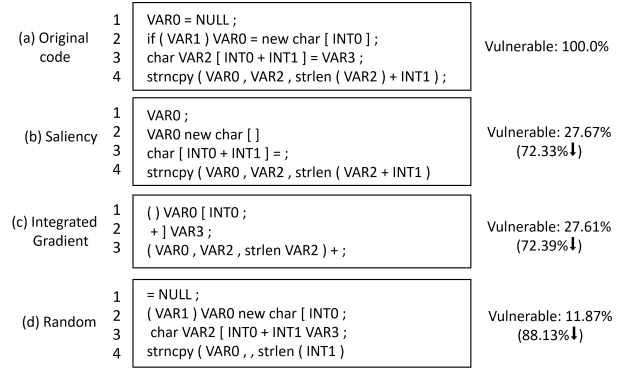 (a) Original code
1 VAR0 = NULL ;
2 if ( VAR1 ) VAR0 = new char [ INT0 ] ;
3 char VAR2 [ INT0 + INT1 ] = VAR3 ;
4 strncpy ( VAR0 , VAR2 , strlen ( VAR2 ) + INT1 ) ;
Vulnerable: 100.0%
(b) Saliency
1 VAR0 ;
2 VAR0 new char [ ]
3 char [ INT0 + INT1 ] = ;
4 strncpy ( VAR0 , VAR2 , strlen ( VAR2 + INT1 )
Vulnerable: 27.67%
(72.33%⬇)
(c) Integrated Gradient
1 ( ) VAR0 [ INT0 ;
2 + ] VAR3 ;
3 ( VAR0 , VAR2 , strlen VAR2 ) + ;
Vulnerable: 27.61%
(72.39%⬇)
(d) Random
1 = NULL ;
2 ( VAR1 ) VAR0 new char [ INT0 ;
3 char VAR2 [ INT0 + INT1 VAR3 ;
4 strncpy ( VAR0 , , strlen ( INT1 )
Vulnerable: 11.87%
(88.13%⬇)